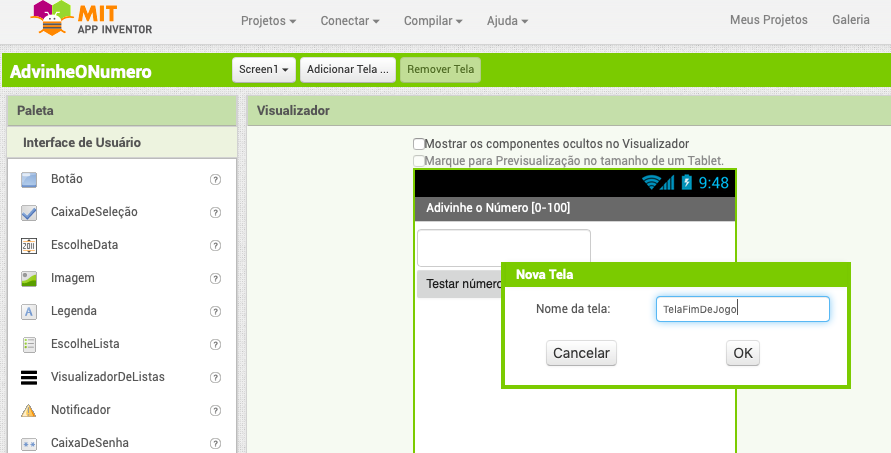 MIT
APP INVENTOR
Projetos Conectar Compilar Ajuda Meus Projetos Galeria
AdvinheONumero Screen1 Adicionar Tela ... Remover Tela
Paleta
Visualizador
Interface de Usuário
Mostrar os componentes ocultos no Visualizador
Marque para Previsualização no tamanho de um Tablet.
Botão ?
9:48
CaixaDeSeleção ?
Adivinhe o Número [0-100]
EscolheData ?
Imagem ?
Testar número
Nova Tela
Legenda ?
Nome da tela: TelaFimDeJogo
EscolheLista ?
Cancelar OK
VisualizadorDeListas ?
Notificador ?
CaixaDeSenha ?